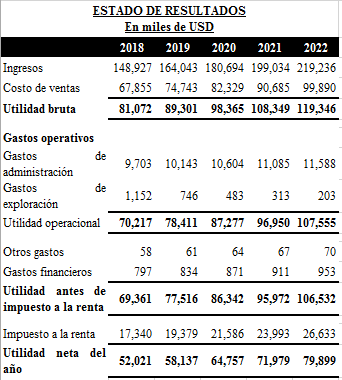 ESTADO DE RESULTADOS
En miles de USD
2018 2019 2020 2021 2022
Ingresos 148,927 164,043 180,694 199,034 219,236
Costo de ventas 67,855 74,743 82,329 90,685 99,890
Utilidad bruta 81,072 89,301 98,365 108,349 119,346
Gastos operativos
Gastos de
administración 9,703 10,143 10,604 11,085 11,588
Gastos de
exploración 1,152 746 483 313 203
Utilidad operacional 70,217 78,411 87,277 96,950 107,555
Otros gastos 58 61 64 67 70
Gastos financieros 797 834 871 911 953
Utilidad antes de
impuesto a la renta 69,361 77,516 86,342 95,972 106,532
Impuesto a la renta 17,340 19,379 21,586 23,993 26,633
Utilidad neta del
año 52,021 58,137 64,757 71,979 79,899